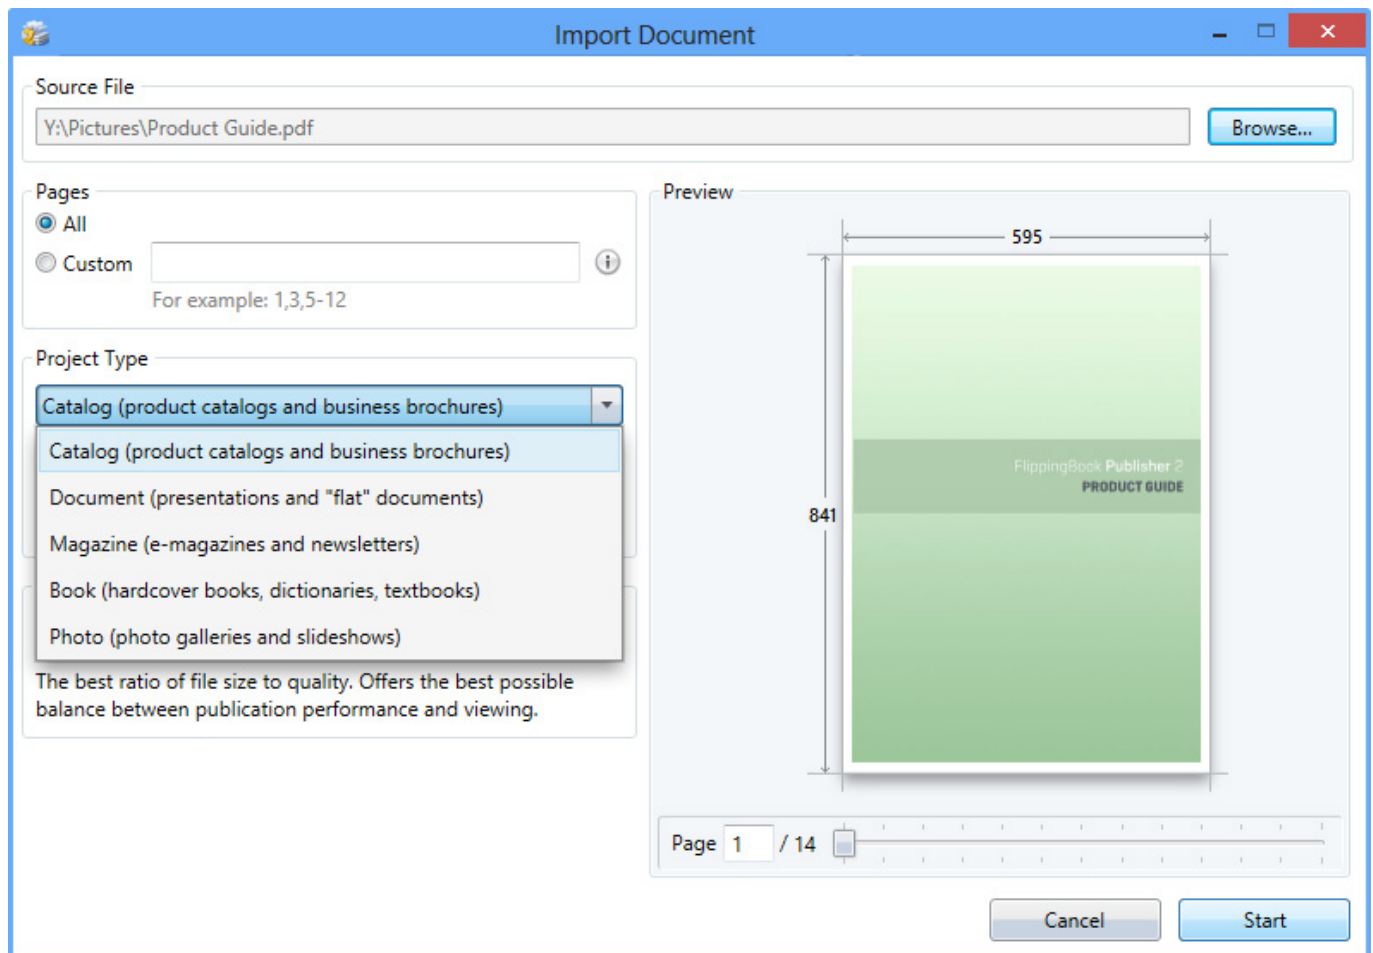 Import Document
Source File
Y:\Pictures\Product Guide.pdf
Browse...
Pages
All
Custom
For example: 1,3,5-12
Project Type
Catalog (product catalogs and business brochures)
Catalog (product catalogs and business brochures)
Document (presentations and "flat" documents)
Magazine (e-magazines and newsletters)
Book (hardcover books, dictionaries, textbooks)
Photo (photo galleries and slideshows)
The best ratio of file size to quality. Offers the best possible
balance between publication performance and viewing.
Preview
595
841
FlippingBook Publisher 2
PRODUCT GUIDE
Page 1 / 14
Cancel
Start